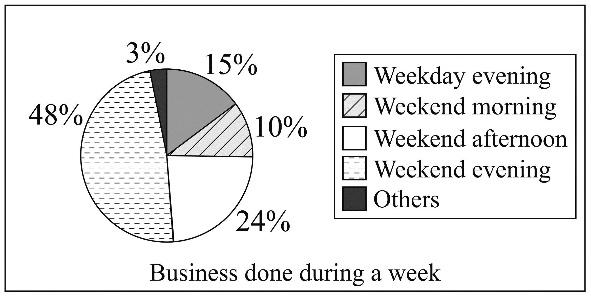 3%
15%
48%
10%
24%
Weekday evening
Weekend morning
Weekend afternoon
Weekend evening
Others
Business done during a week